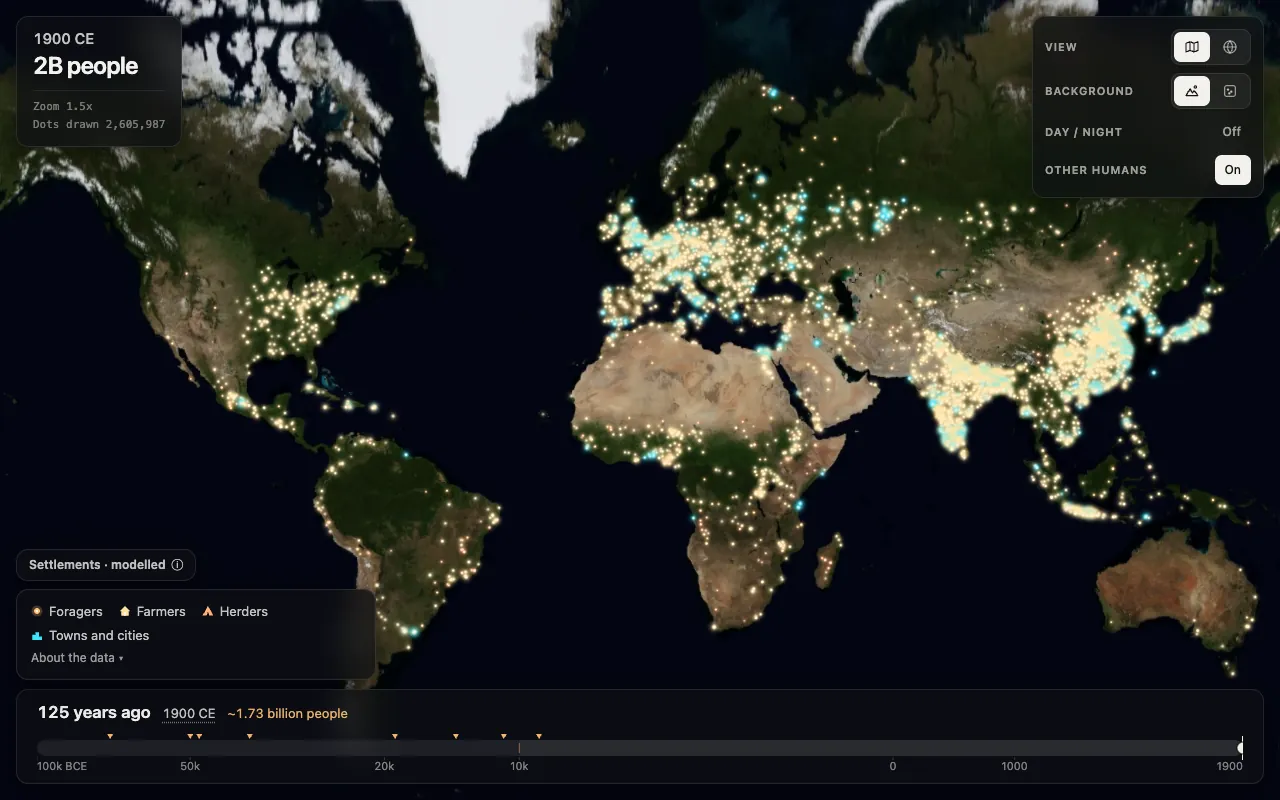 1900 CE
2B people
Zoom 1.5x
Dots drawn 2,605,987
VIEW
BACKGROUND
DAY / NIGHT Off
OTHER HUMANS On
Settlements · modelled
Foragers Farmers Herders
Towns and cities
About the data
125 years ago 1900 CE ~1.73 billion people
100k BCE 50k 20k 10k 0 1000 1900